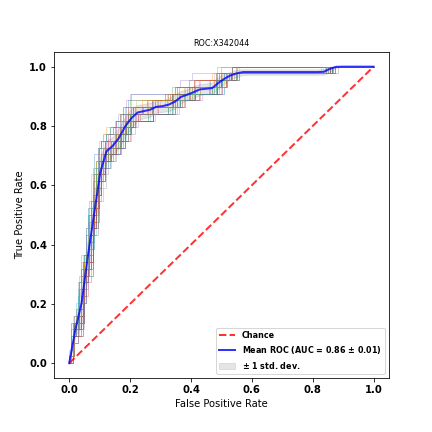 ROC:X342044
1.0
0.8
0.6
0.4
0.2
0.0
True Positive Rate
0.0 0.2 0.4 0.6 0.8 1.0
False Positive Rate
Chance
Mean ROC (AUC = 0.86 ± 0.01)
± 1 std. dev.